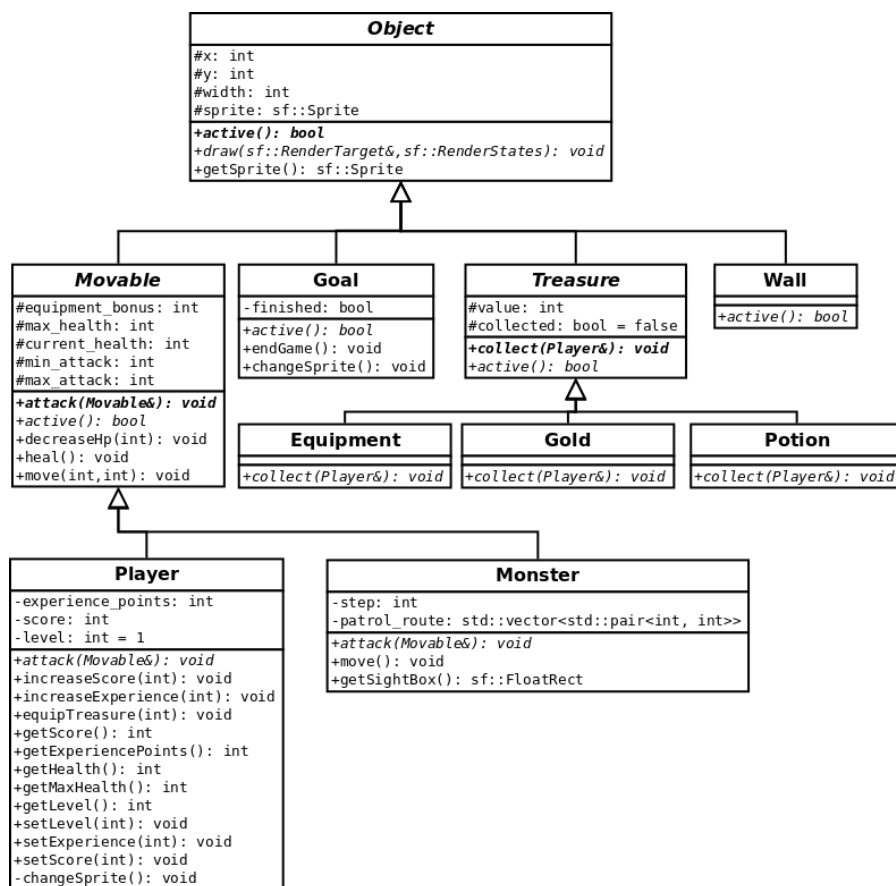 Object
#x: int
#y: int
#width: int
#sprite: sf::Sprite
+active(): bool
+draw(sf::RenderTarget&,sf::RenderStates): void
+getSprite(): sf::Sprite
Movable
#equipment_bonus: int
#max_health: int
#current_health: int
#min_attack: int
#max_attack: int
+attack(Movable&): void
+active(): bool
+decreaseHp(int): void
+heal(): void
+move(int,int): void
Goal
-finished: bool
+active(): bool
+endGame(): void
+changeSprite(): void
Treasure
#value: int
#collected: bool = false
+collect(Player&): void
+active(): bool
Wall
+active(): bool
Equipment
+collect(Player&): void
Gold
+collect(Player&): void
Potion
+collect(Player&): void
Player
-experience_points: int
-score: int
-level: int = 1
+attack(Movable&): void
+increaseScore(int): void
+increaseExperience(int): void
+equipTreasure(int): void
+getScore(): int
+getExperiencePoints(): int
+getHealth(): int
+getMaxHealth(): int
+getLevel(): int
+setLevel(int): void
+setExperience(int): void
+setScore(int): void
-changeSprite(): void
Monster
-step: int
-patrol_route: std::vector<std::pair<int, int>>
+attack(Movable&): void
+move(): void
+getSightBox(): sf::FloatRect